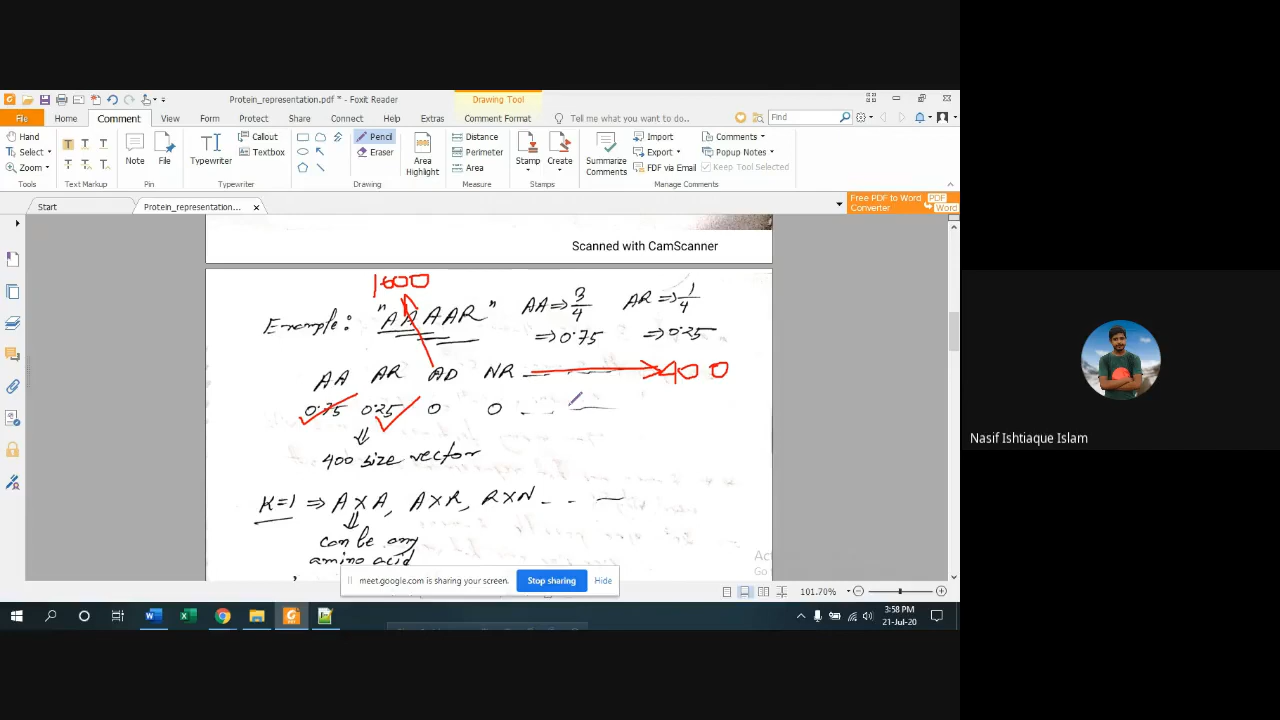 Protein_representation.pdf * - Foxit Reader
Drawing Tool
File Home Comment View Form Protect Share Connect Help Extras Comment Format Tell me what you want to do.. Find
Hand
Select
Zoom
Tools
Text Markup
Note
File
Pin
Typewriter
Callout
Textbox
Typewriter
Pencil
Eraser
Drawing
Area Highlight
Distance
Perimeter
Area
Measure
Stamp
Create
Stamps
Summarize Comments
Import
Export
FDF via Email
Comments
Popup Notes
Keep Tool Selected
Manage Comments
Start
Protein_representation....
Free PDF to Word Converter
PDF
Word
Scanned with CamScanner
1600
Example: "AAAAR" AA => 3/4 AR => 1/4
=> 0.75 => 0.25
AA AR AD NR 400
0.75 0.25 0 0
⇓
400 size vector
K=1 => AXA, AXR, RXN
⇓
can be any
amino acid
Nasif Ishtiaque Islam
meet.google.com is sharing your screen. Stop sharing Hide
101.70%
3:58 PM
21-Jul-20